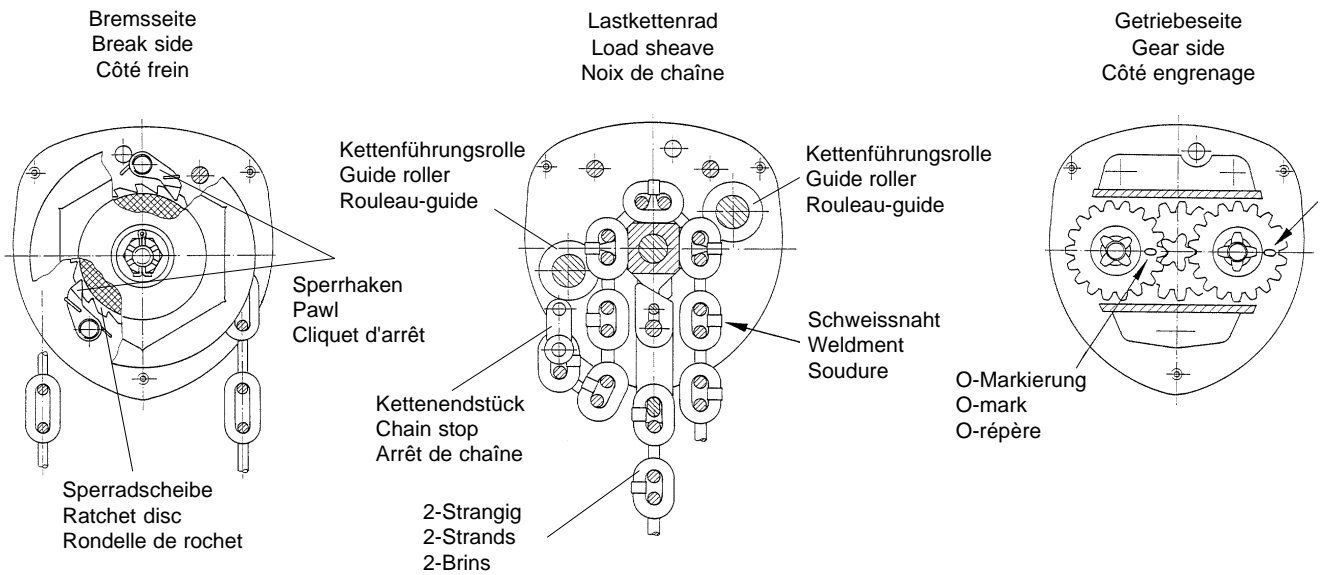 Bremsseite
Break side
Côté frein
Lastkettenrad
Load sheave
Noix de chaîne
Getriebeseite
Gear side
Côté engrenage
Kettenführungsrolle
Guide roller
Rouleau-guide
Kettenführungsrolle
Guide roller
Rouleau-guide
Sperrhaken
Pawl
Cliquet d'arrêt
Schweissnaht
Weldment
Soudure
O-Markierung
O-mark
O-répère
Kettenendstück
Chain stop
Arrêt de chaîne
Sperradscheibe
Ratchet disc
Rondelle de rochet
2-Strangig
2-Strands
2-Brins